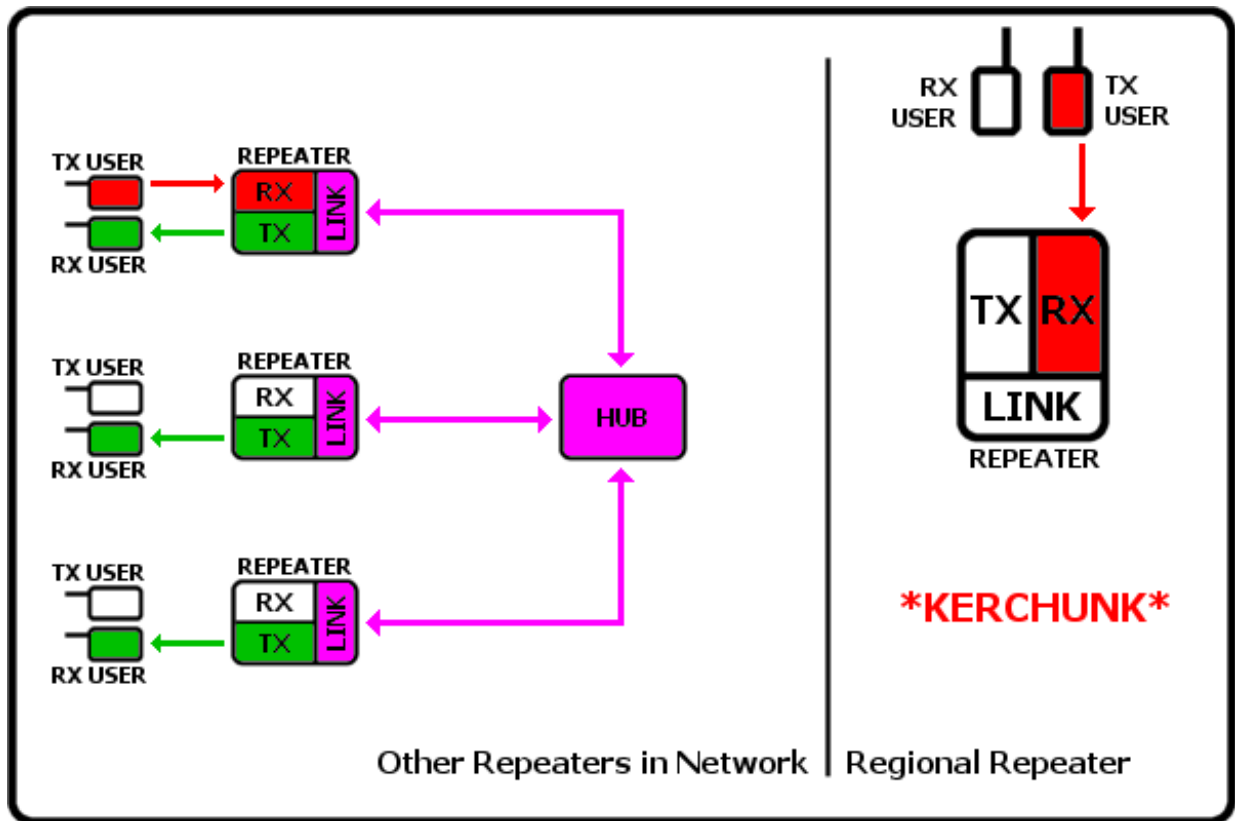 TX USER
REPEATER
RX
TX
LINK
RX USER
TX USER
REPEATER
RX
TX
LINK
RX USER
HUB
TX USER
REPEATER
RX
TX
LINK
RX USER
Other Repeaters in Network
RX
USER
TX
USER
TX RX
LINK
REPEATER
*KERCHUNK*
Regional Repeater